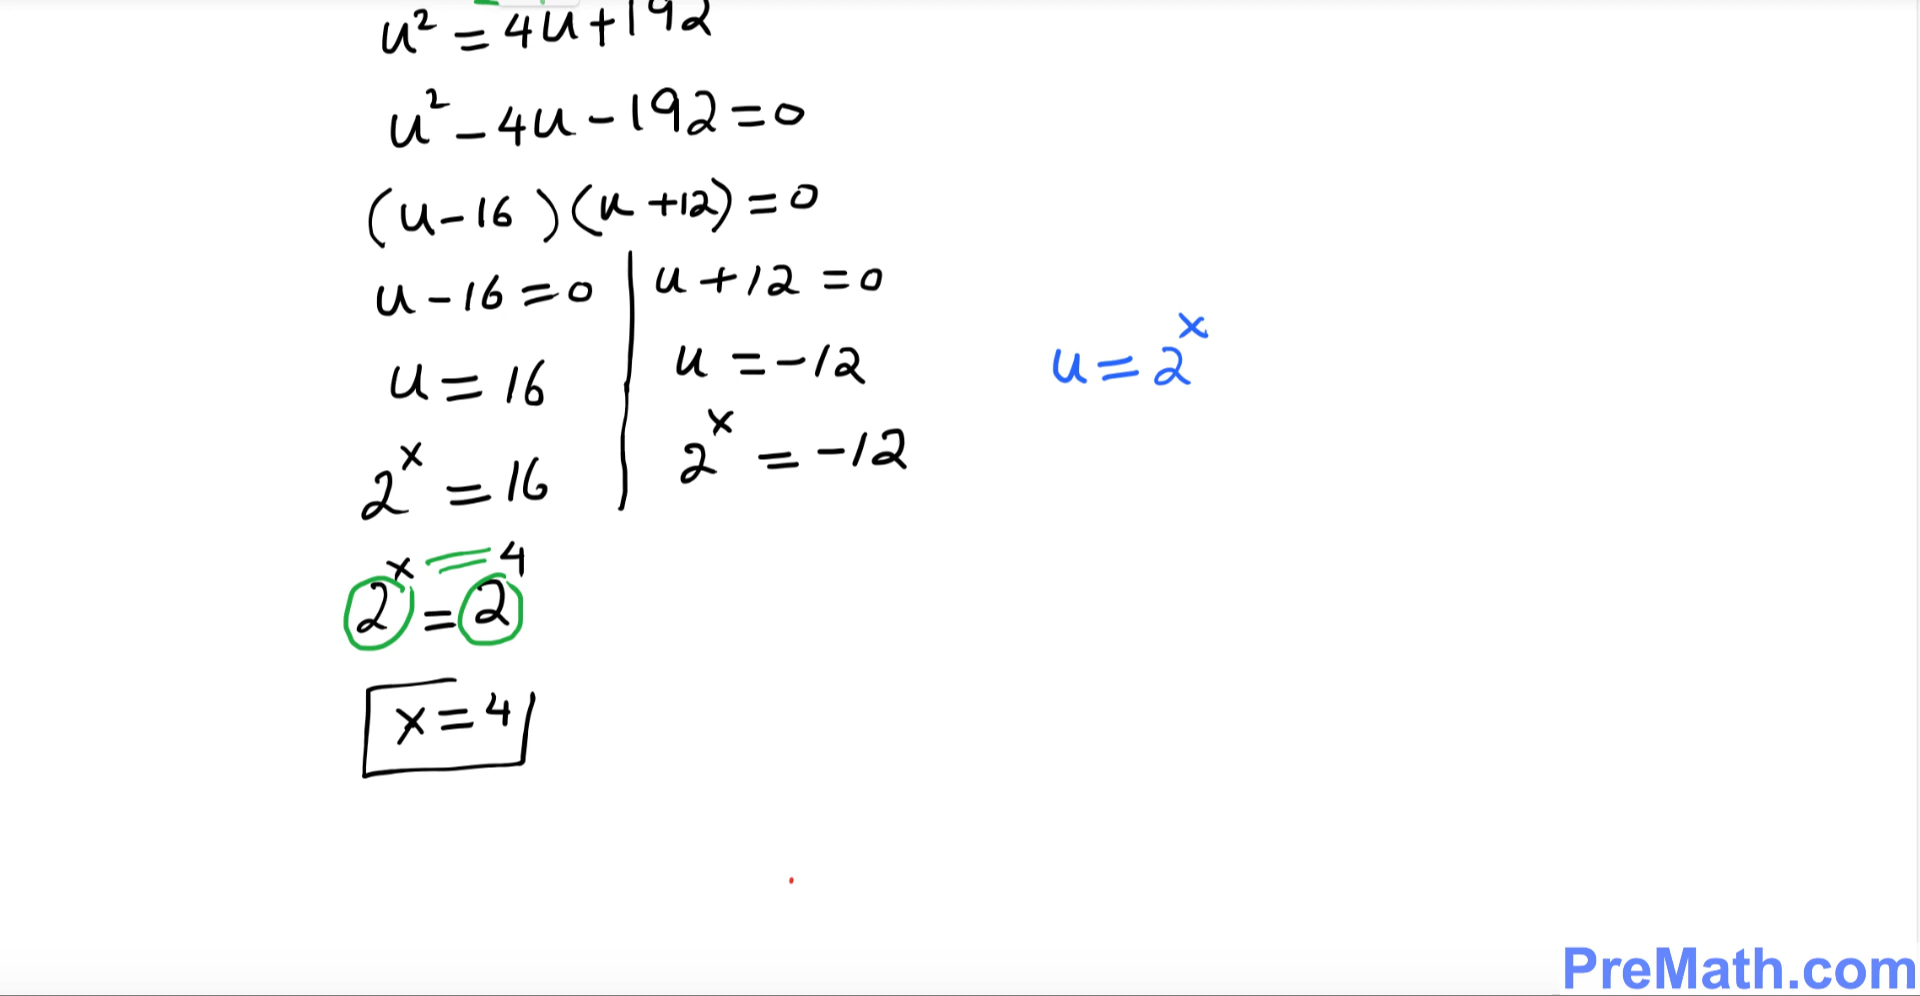 u² = 4u + 192
u² - 4u - 192 = 0
(u - 16)(u + 12) = 0
u - 16 = 0
u = 16
2ˣ = 16
2ˣ = 2⁴
=
x = 4
u + 12 = 0
u = -12
2ˣ = -12
u = 2ˣ
PreMath.com